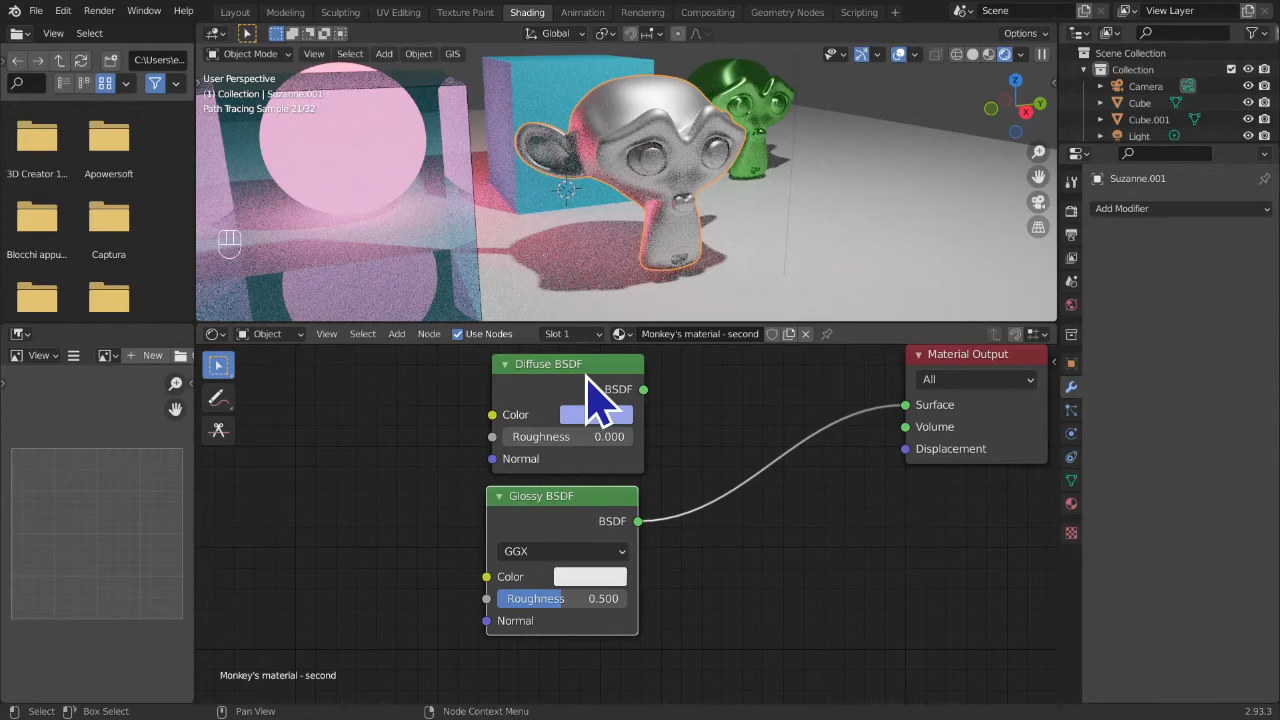 File Edit Render Window Help Layout Modeling Sculpting UV Editing Texture Paint Shading Animation Rendering Compositing Geometry Nodes Scripting + Scene View Layer
View Select Global Options
C:\Users\e... Object Mode View Select Add Object GIS
User Perspective
(1) Collection | Suzanne.001
Path Tracing Sample 21/32
Z
Y
X
3D Creator 1... Apowersoft
Blocchi appu... Captura
Scene Collection
Collection
Camera
Cube
Cube.001
Light
Suzanne.001
Add Modifier
Object View Select Add Node Use Nodes Slot 1 Monkey's material - second
View + New
Diffuse BSDF
BSDF
Color
Roughness 0.000
Normal
Glossy BSDF
BSDF
GGX
Color
Roughness 0.500
Normal
Material Output
All
Surface
Volume
Displacement
Monkey's material - second
Select Box Select Pan View Node Context Menu 2.93.3